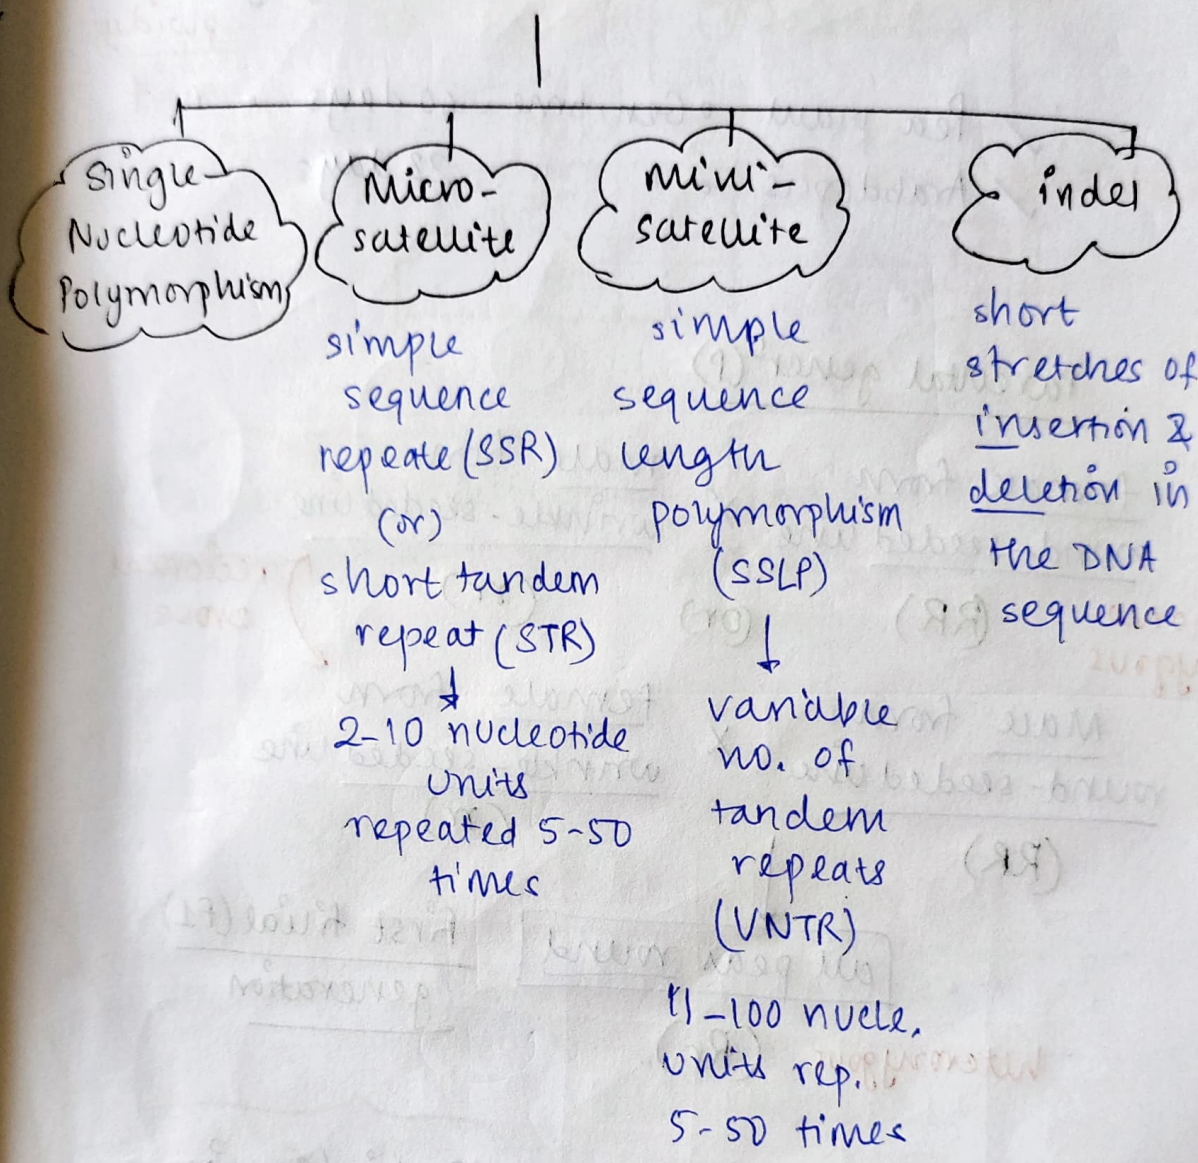 Single
Nucleotide
Polymorphism
Micro-
satellite
mini-
satellite
indel
simple
sequence
repeate (SSR)
(or)
short tandem
repeat (STR)
↓
2-10 nucleotide
units
repeated 5-50
times
simple
sequence
length
polymorphism
(SSLP)
↓
variable
no. of
tandem
repeats
(VNTR)
11-100 nucle.
units rep.
5-50 times
short
stretches of
insertion &
deletion in
the DNA
sequence